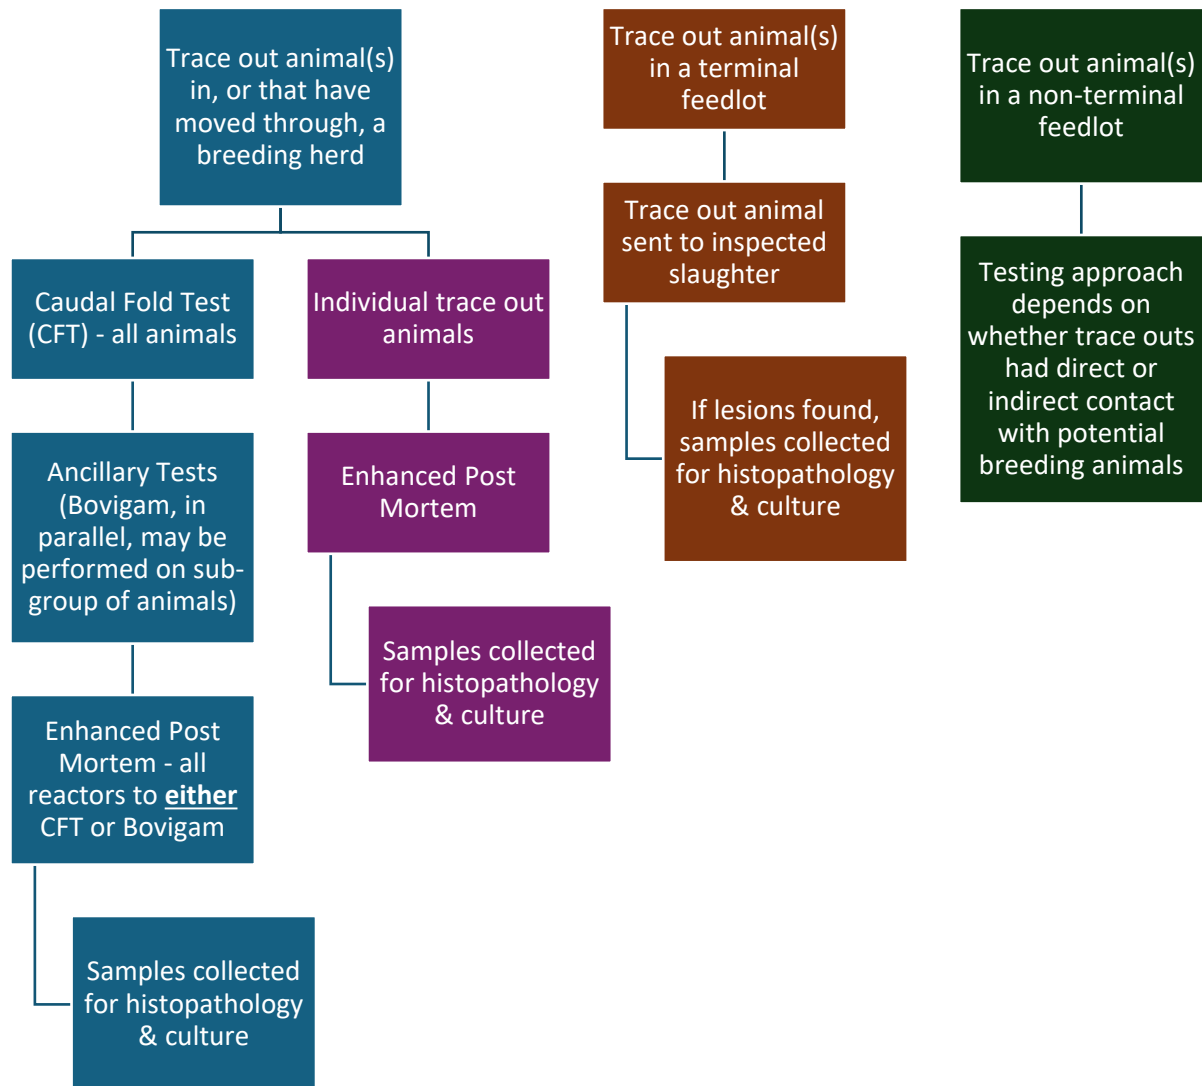 Trace out animal(s)
in, or that have
moved through, a
breeding herd
Caudal Fold Test
(CFT) - all animals
Ancillary Tests
(Bovigam, in
parallel, may be
performed on sub-
group of animals)
Enhanced Post
Mortem - all
reactors to either
CFT or Bovigam
Samples collected
for histopathology
& culture
Individual trace out
animals
Enhanced Post
Mortem
Samples collected
for histopathology
& culture
Trace out animal(s)
in a terminal
feedlot
Trace out animal
sent to inspected
slaughter
If lesions found,
samples collected
for histopathology
& culture
Trace out animal(s)
in a non-terminal
feedlot
Testing approach
depends on
whether trace outs
had direct or
indirect contact
with potential
breeding animals